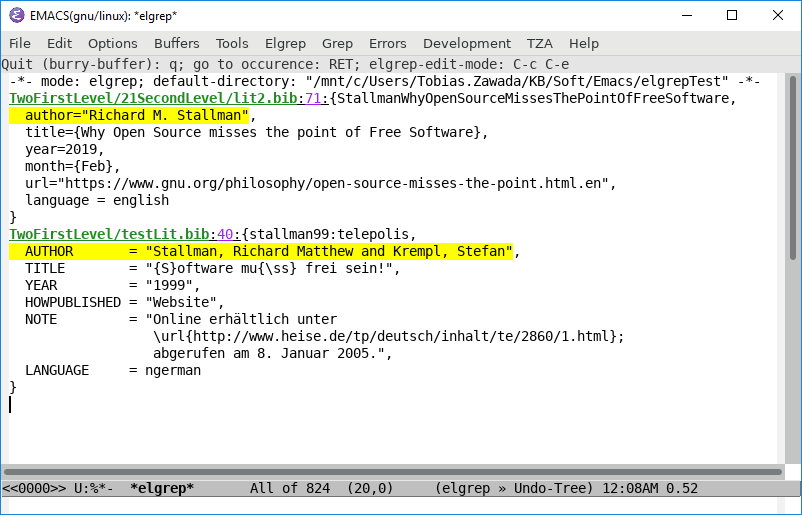 EMACS(gnu/linux): *elgrep*
File Edit Options Buffers Tools Elgrep Grep Errors Development TZA Help
Quit (burry-buffer): q; go to occurence: RET; elgrep-edit-mode: C-c C-e
-*- mode: elgrep; default-directory: "/mnt/c/Users/Tobias.Zawada/KB/Soft/Emacs/elgrepTest" -*-
TwoFirstLevel/21SecondLevel/lit2.bib:71:{StallmanWhyOpenSourceMissesThePointOfFreeSoftware,
  author="Richard M. Stallman",
  title={Why Open Source misses the point of Free Software},
  year=2019,
  month={Feb},
  url="https://www.gnu.org/philosophy/open-source-misses-the-point.html.en",
  language = english
}
TwoFirstLevel/testLit.bib:40:{stallman99:telepolis,
  AUTHOR       = "Stallman, Richard Matthew and Krempl, Stefan",
  TITLE        = "{S}oftware mu{\ss} frei sein!",
  YEAR         = "1999",
  HOWPUBLISHED = "Website",
  NOTE         = "Online erhältlich unter
                  \url{http://www.heise.de/tp/deutsch/inhalt/te/2860/1.html};
                  abgerufen am 8. Januar 2005.",
  LANGUAGE     = ngerman
}
<<0000>> U:%*-  *elgrep*       All of 824  (20,0)     (elgrep » Undo-Tree) 12:08AM 0.52